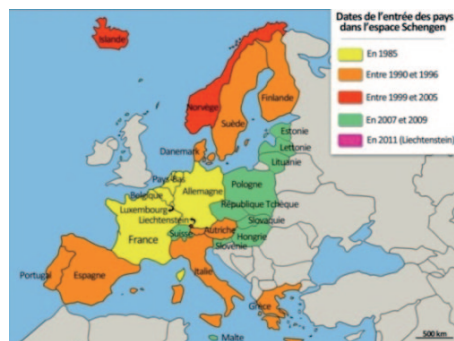 Dates de l'entrée des pays
dans l'espace Schengen
En 1985
Entre 1990 et 1996
Entre 1999 et 2005
En 2007 et 2009
En 2011 (Liechtenstein)
Islande
Norvège
Suède
Finlande
Estonie
Lettonie
Lituanie
Danemark
Pays-Bas
Belgique
Allemagne
Pologne
Luxembourg
République Tchèque
Liechtenstein
Slovaquie
France
Suisse
Autriche
Hongrie
Slovénie
Portugal
Espagne
Italie
Grèce
Malte
500 km